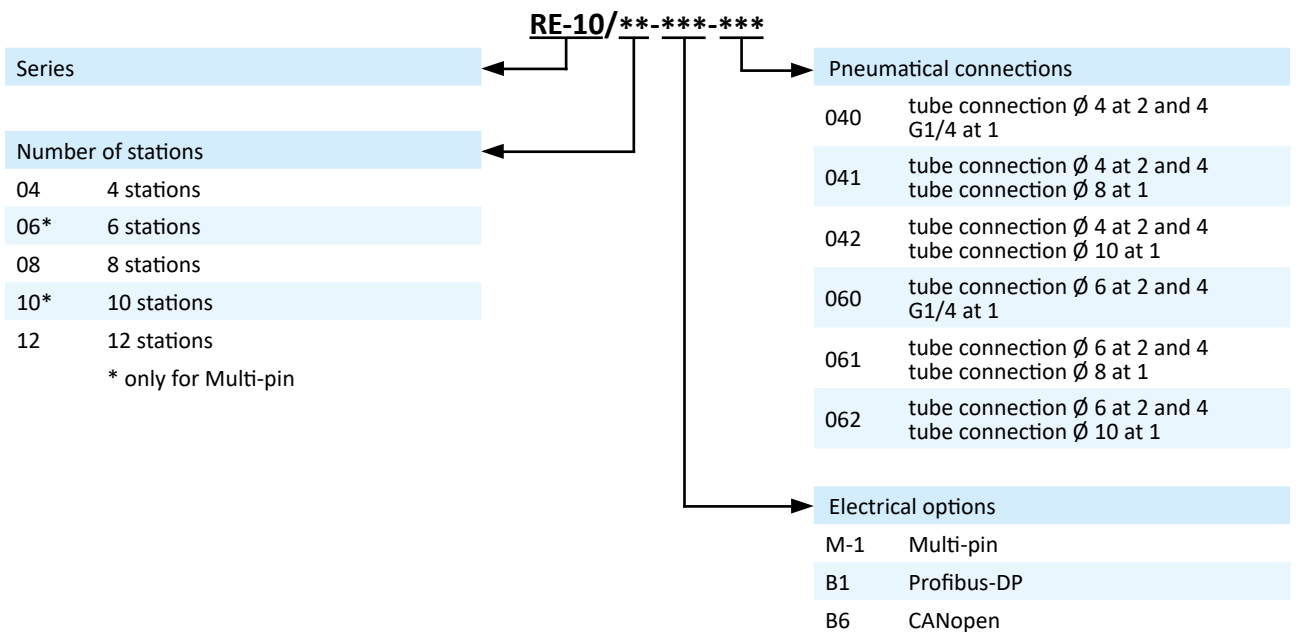 RE-10/**-***-***
Series
Number of stations
04 4 stations
06* 6 stations
08 8 stations
10* 10 stations
12 12 stations
* only for Multi-pin
Pneumatical connections
040 tube connection Ø 4 at 2 and 4
G1/4 at 1
041 tube connection Ø 4 at 2 and 4
tube connection Ø 8 at 1
042 tube connection Ø 4 at 2 and 4
tube connection Ø 10 at 1
060 tube connection Ø 6 at 2 and 4
G1/4 at 1
061 tube connection Ø 6 at 2 and 4
tube connection Ø 8 at 1
062 tube connection Ø 6 at 2 and 4
tube connection Ø 10 at 1
Electrical options
M-1 Multi-pin
B1 Profibus-DP
B6 CANopen